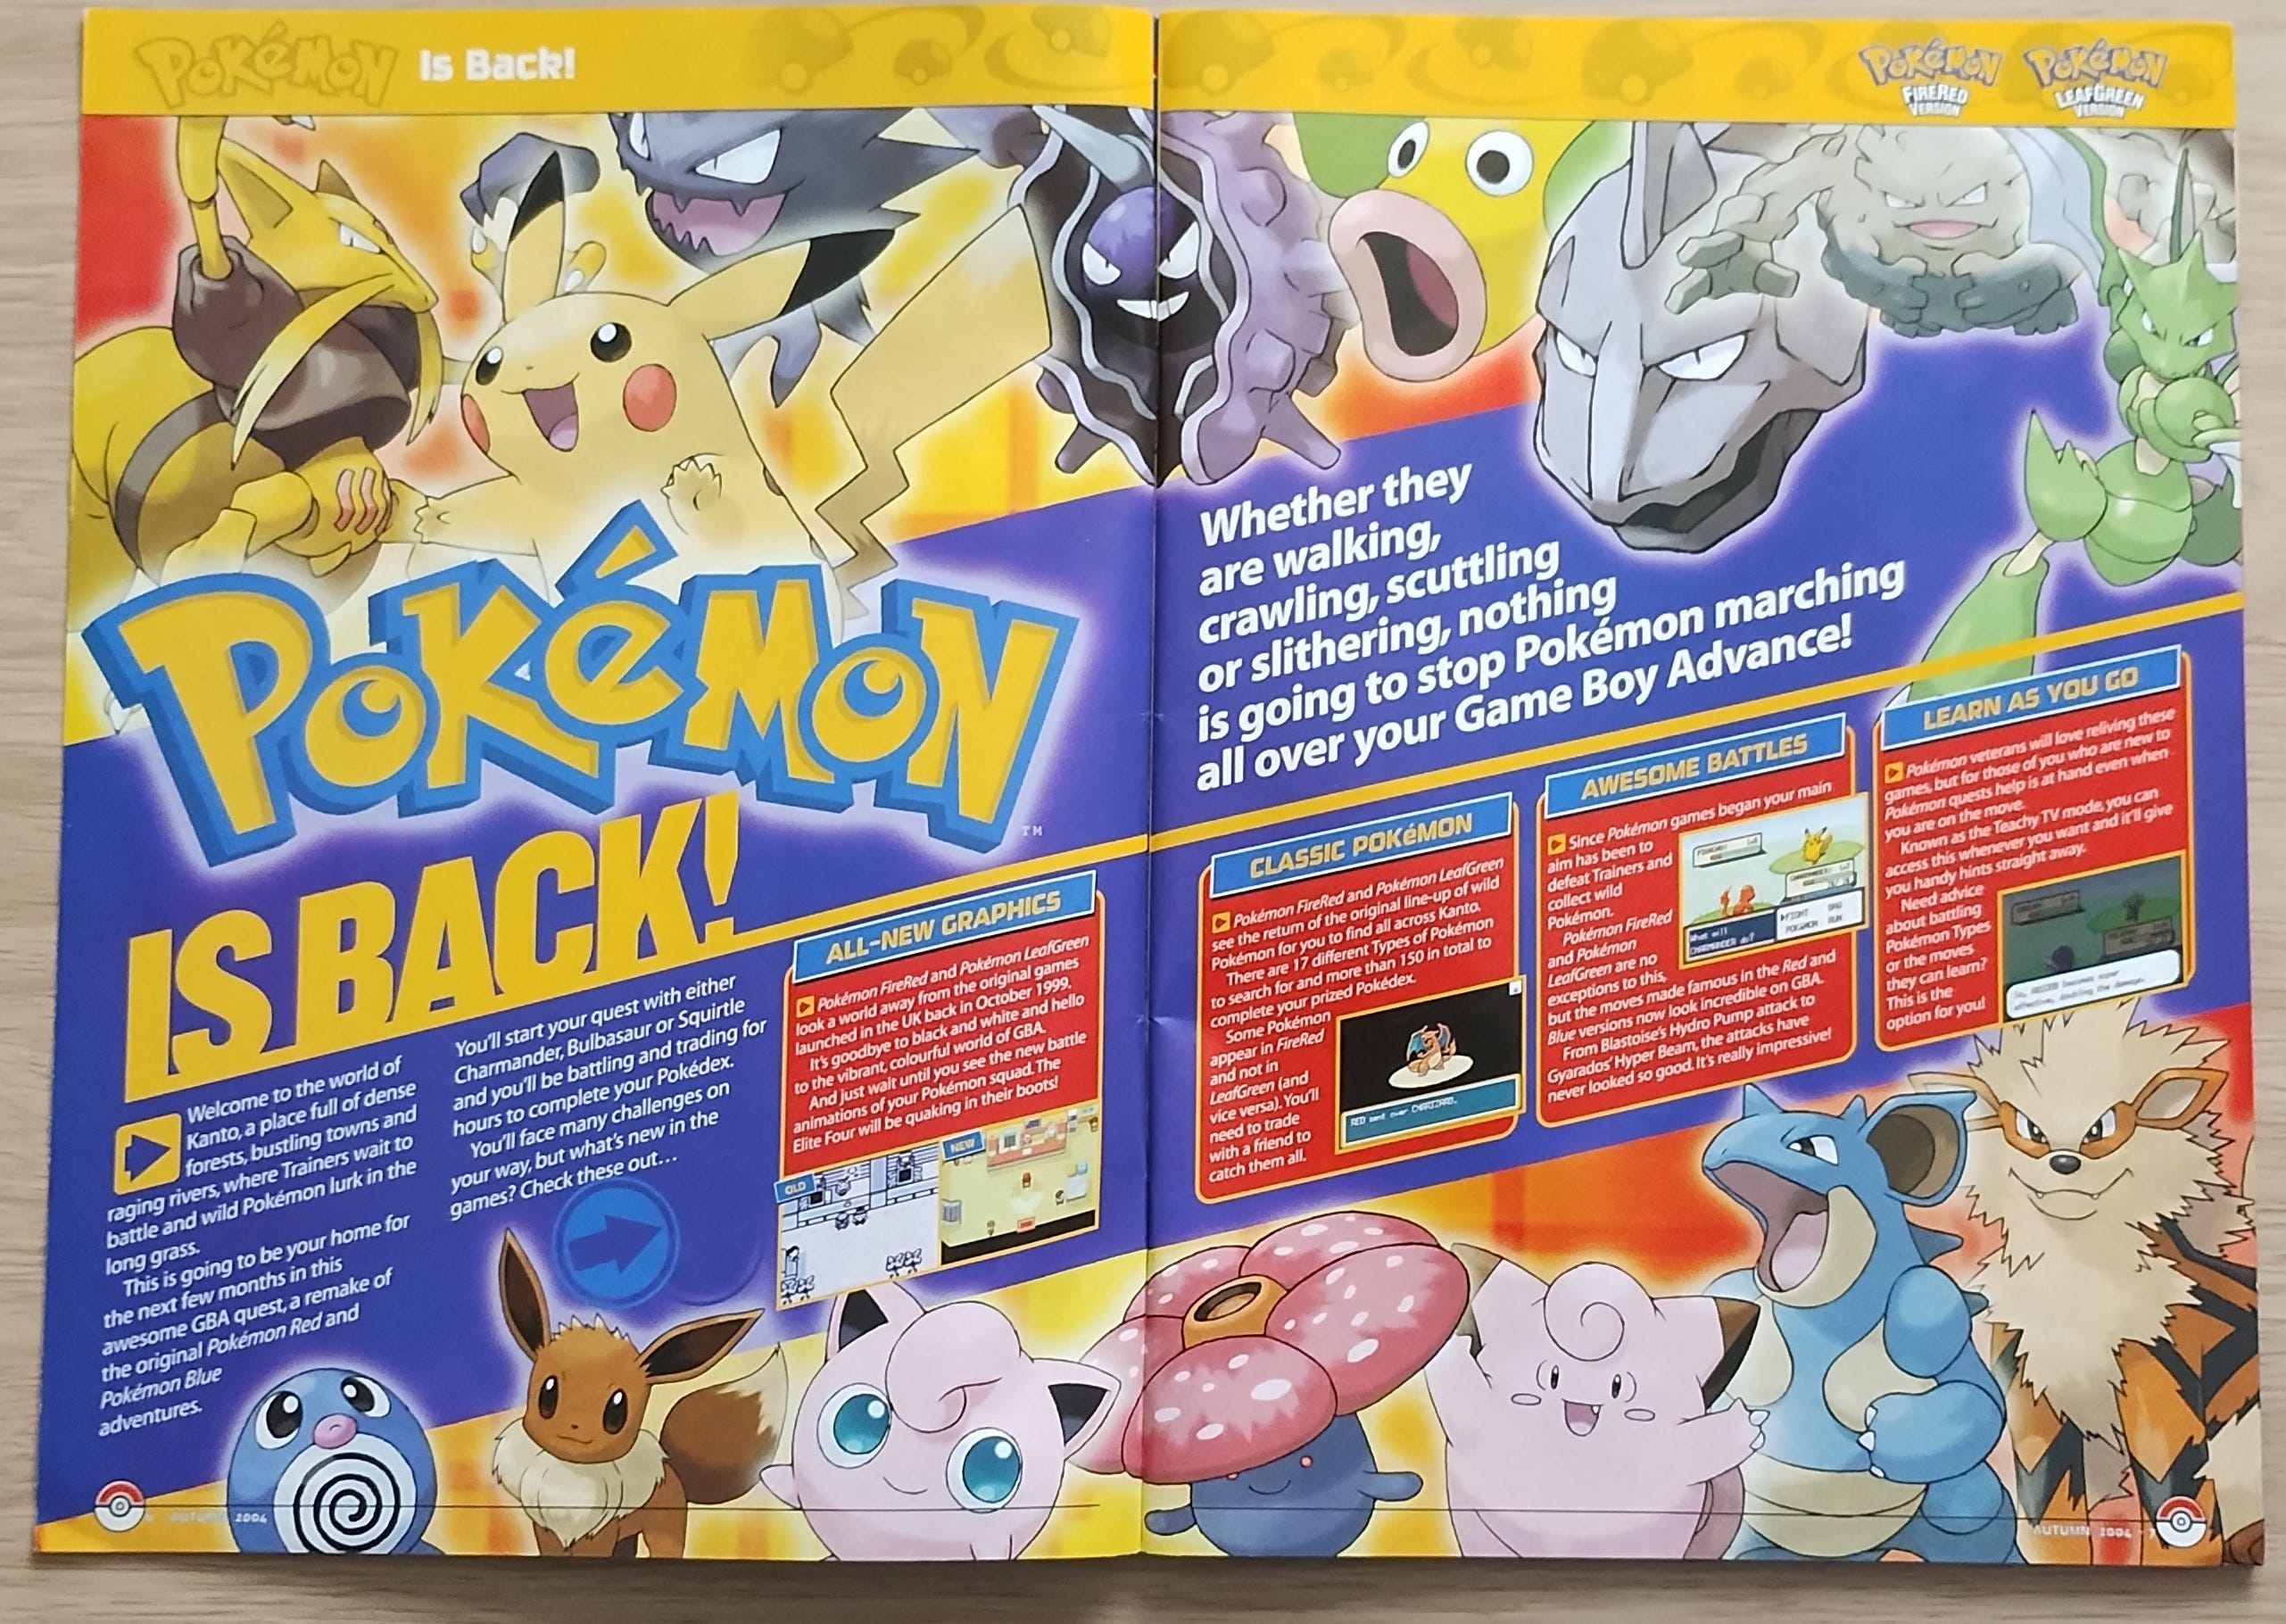 POKéMON Is Back!
POKéMON
FIRERED
VERSION
POKéMON
LEAFGREEN
VERSION
POKéMON
TM
IS BACK!
Whether they
are walking,
crawling, scuttling
or slithering, nothing
is going to stop Pokémon marching
all over your Game Boy Advance!
Welcome to the world of
Kanto, a place full of dense
forests, bustling towns and
raging rivers, where Trainers wait to
battle and wild Pokémon lurk in the
long grass.
This is going to be your home for
the next few months in this
awesome GBA quest, a remake of
the original Pokémon Red and
Pokémon Blue
adventures.
You'll start your quest with either
Charmander, Bulbasaur or Squirtle
and you'll be battling and trading for
hours to complete your Pokédex.
You'll face many challenges on
your way, but what's new in the
games? Check these out...
ALL-NEW GRAPHICS
Pokémon FireRed and Pokémon LeafGreen
look a world away from the original games
launched in the UK back in October 1999.
It's goodbye to black and white and hello
to the vibrant, colourful world of GBA.
And just wait until you see the new battle
animations of your Pokémon squad. The
Elite Four will be quaking in their boots!
OLD
NEW
CLASSIC POKéMON
Pokémon FireRed and Pokémon LeafGreen
see the return of the original line-up of wild
Pokémon for you to find all across Kanto.
There are 17 different Types of Pokémon
to search for and more than 150 in total to
complete your prized Pokédex.
Some Pokémon
appear in FireRed
and not in
LeafGreen (and
vice versa). You'll
need to trade
with a friend to
catch them all.
RED sent over CHARIZARD.
AWESOME BATTLES
Since Pokémon games began your main
aim has been to
defeat Trainers and
collect wild
Pokémon.
Pokémon FireRed
and Pokémon
LeafGreen are no
exceptions to this,
but the moves made famous in the Red and
Blue versions now look incredible on GBA.
From Blastoise's Hydro Pump attack to
Gyarados' Hyper Beam, the attacks have
never looked so good. It's really impressive!
What will
CHARMANDER do?
FIGHT BAG
POKéMON RUN
LEARN AS YOU GO
Pokémon veterans will love reliving these
games, but for those of you who are new to
Pokémon quests help is at hand even when
you are on the move.
Known as the Teachy TV mode, you can
access this whenever you want and it'll give
you handy hints straight away.
Need advice
about battling
Pokémon Types
or the moves
they can learn?
This is the
option for you!
effective, doubling the damage.
AUTUMN 2004
AUTUMN 2004 7